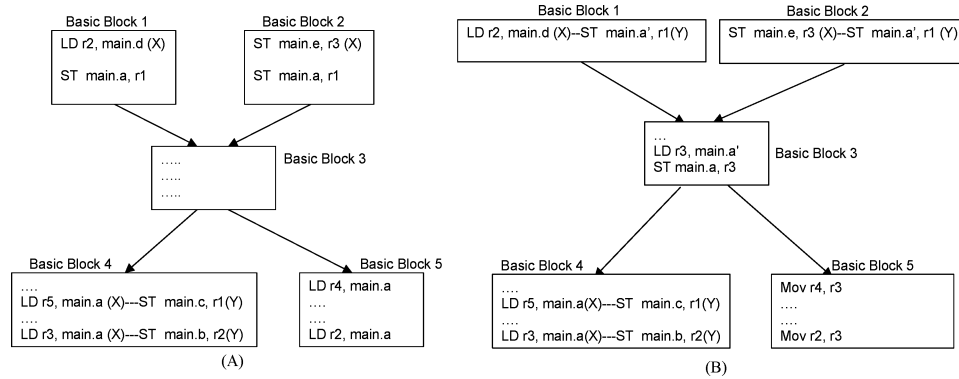 Basic Block 1
LD r2, main.d (X)
ST main.a, r1
Basic Block 2
ST main.e, r3 (X)
ST main.a, r1
Basic Block 3
.....
.....
.....
Basic Block 4
....
LD r5, main.a (X)---ST main.c, r1(Y)
....
LD r3, main.a (X)---ST main.b, r2(Y)
Basic Block 5
LD r4, main.a
....
....
LD r2, main.a
(A)
Basic Block 1
LD r2, main.d (X)--ST main.a', r1(Y)
Basic Block 2
ST main.e, r3 (X)--ST main.a', r1 (Y)
...
LD r3, main.a'
ST main.a, r3
Basic Block 3
Basic Block 4
....
LD r5, main.a(X)---ST main.c, r1(Y)
....
LD r3, main.a(X)---ST main.b, r2(Y)
Basic Block 5
Mov r4, r3
....
....
Mov r2, r3
(B)